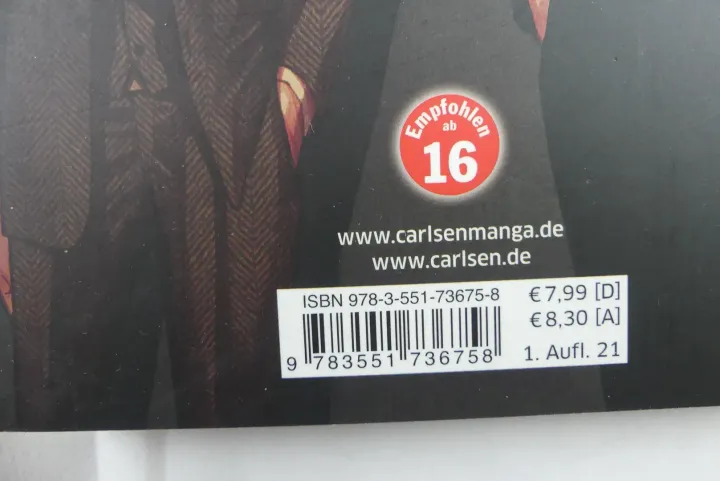 Empfohlen
ab
16
www.carlsenmanga.de
www.carlsen.de
ISBN 978-3-551-73675-8
€ 7,99 [D]
€ 8,30 [A]
9 783551 736758
1. Aufl. 21